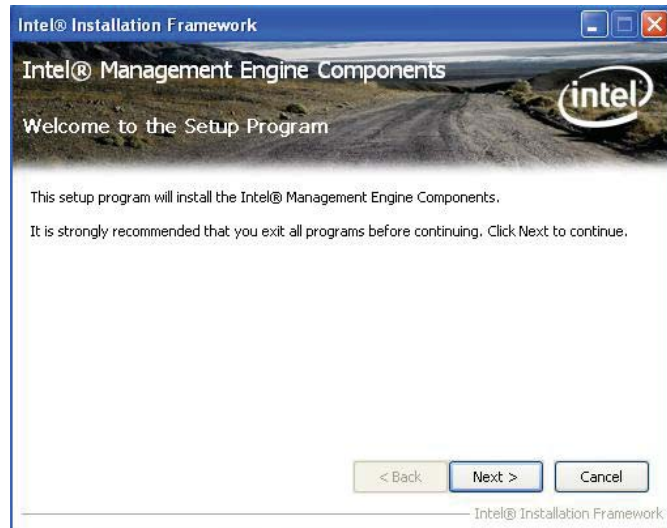 Intel® Installation Framework
Intel® Management Engine Components
intel
Welcome to the Setup Program
This setup program will install the Intel® Management Engine Components.
It is strongly recommended that you exit all programs before continuing. Click Next to continue.
< Back
Next >
Cancel
Intel® Installation Framework